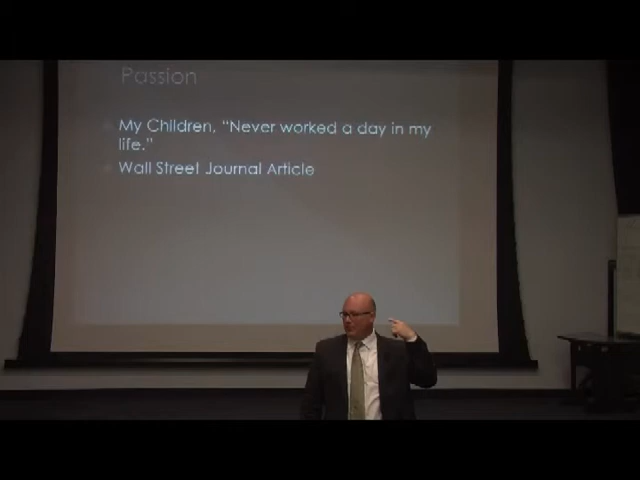 Passion
My Children, “Never worked a day in my
life.”
Wall Street Journal Article